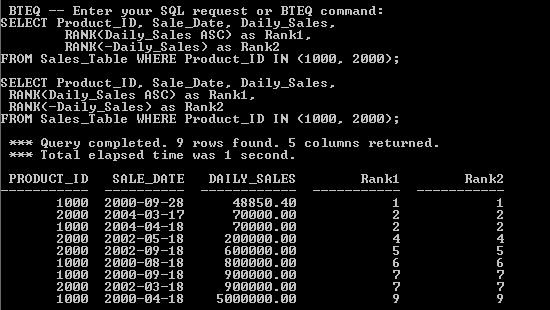 BTEQ -- Enter your SQL request or BTEQ command:
SELECT Product_ID, Sale_Date, Daily_Sales,
RANK(Daily_Sales ASC) as Rank1,
RANK(-Daily_Sales) as Rank2
FROM Sales_Table WHERE Product_ID IN (1000, 2000);
SELECT Product_ID, Sale_Date, Daily_Sales,
RANK(Daily_Sales ASC) as Rank1,
RANK(-Daily_Sales) as Rank2
FROM Sales_Table WHERE Product_ID IN (1000, 2000);
*** Query completed. 9 rows found. 5 columns returned.
*** Total elapsed time was 1 second.
PRODUCT_ID SALE_DATE DAILY_SALES Rank1 Rank2
----------- ---------- ------------ ----------- -----------
1000 2000-09-28 48850.40 1 1
2000 2004-03-17 70000.00 2 2
1000 2004-04-18 70000.00 2 2
2000 2002-05-18 200000.00 4 4
2000 2002-09-18 600000.00 5 5
1000 2000-08-18 800000.00 6 6
1000 2000-09-18 900000.00 7 7
2000 2002-03-18 900000.00 7 7
1000 2000-04-18 5000000.00 9 9